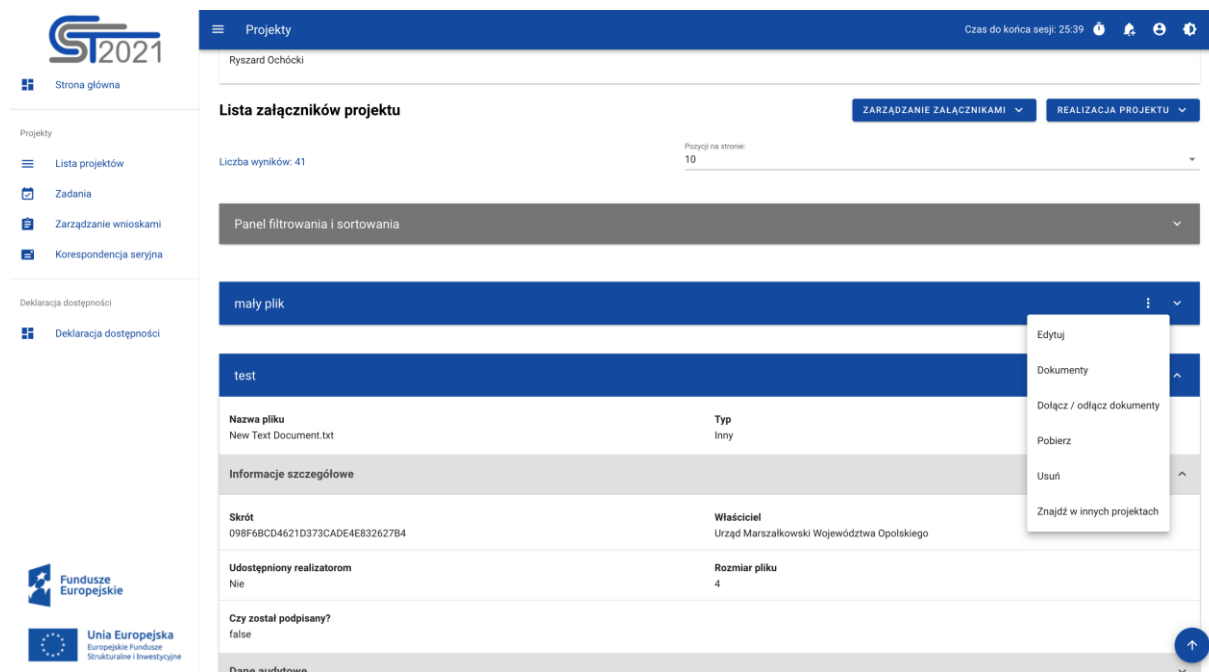 ST2021
Projekty
Czas do końca sesji: 25:39
Strona główna
Projekty
Lista projektów
Zadania
Zarządzanie wnioskami
Korespondencja seryjna
Deklaracja dostępności
Deklaracja dostępności
Fundusze
Europejskie
Unia Europejska
Europejskie Fundusze
Strukturalne i Inwestycyjne
Ryszard Ochócki
Lista załączników projektu
ZARZĄDZANIE ZAŁĄCZNIKAMI
REALIZACJA PROJEKTU
Liczba wyników: 41
Pozycji na stronie:
10
Panel filtrowania i sortowania
mały plik
Edytuj
Dokumenty
Dołącz / odłącz dokumenty
Pobierz
Usuń
Znajdź w innych projektach
test
Nazwa pliku
New Text Document.txt
Typ
Inny
Informacje szczegółowe
Skrót
098F6BCD4621D373CADE4E832627B4
Właściciel
Urząd Marszałkowski Województwa Opolskiego
Udostępniony realizatorom
Nie
Rozmiar pliku
4
Czy został podpisany?
false
Dane audytowe